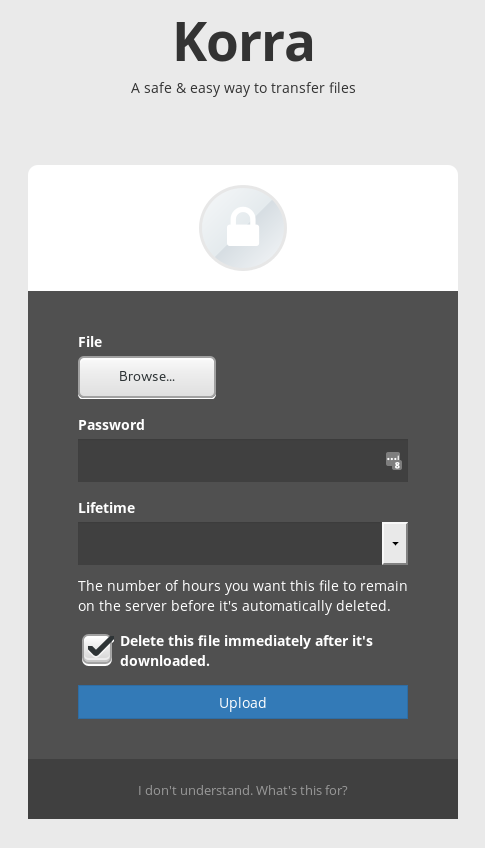 Korra
A safe & easy way to transfer files
File
Browse...
Password
8
Lifetime
The number of hours you want this file to remain
on the server before it's automatically deleted.
Delete this file immediately after it's
downloaded.
Upload
I don't understand. What's this for?